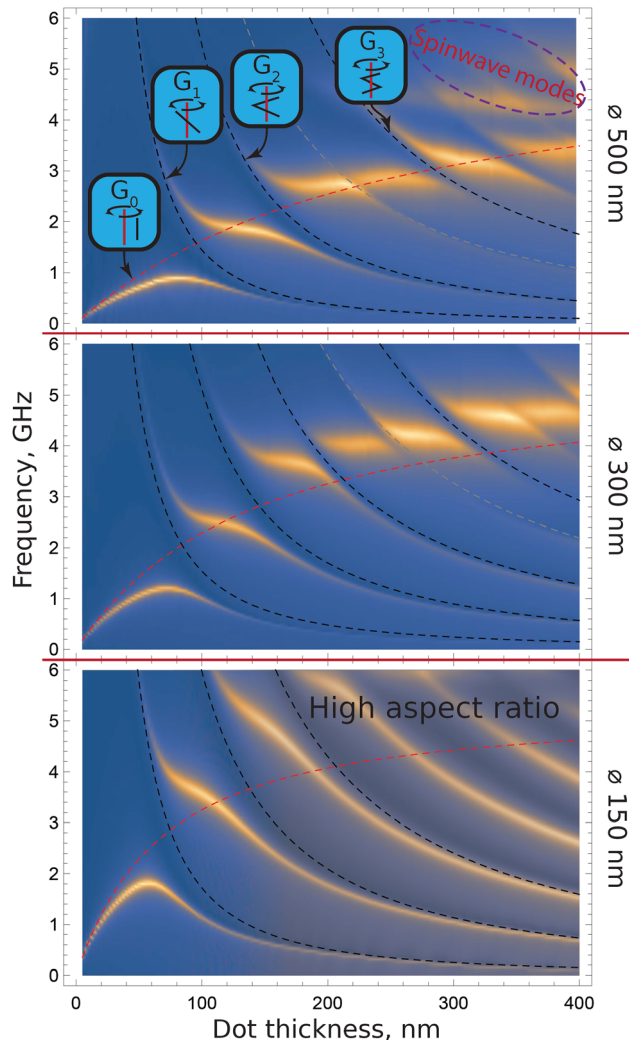 6
5
4
3
2
1
0
G0
G1
G2
G3
Spinwave modes
ø 500 nm
6
5
4
3
2
1
0
Frequency, GHz
ø 300 nm
6
5
4
3
2
1
0
High aspect ratio
ø 150 nm
0 100 200 300 400
Dot thickness, nm